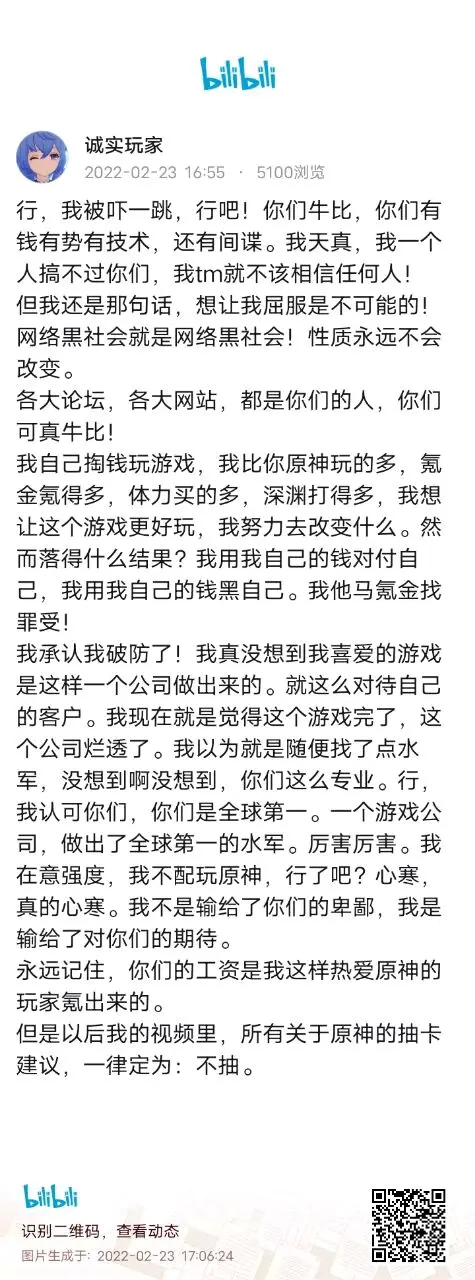 bilibili
诚实玩家
2022-02-23 16:55 · 5100浏览
行，我被吓一跳，行吧！你们牛比，你们有
钱有势有技术，还有间谍。我天真，我一个
人搞不过你们，我tm就不该相信任何人！
但我还是那句话，想让我屈服是不可能的！
网络黑社会就是网络黑社会！性质永远不会
改变。
各大论坛，各大网站，都是你们的人，你们
可真牛比！
我自己掏钱玩游戏，我比你原神玩的多，氪
金氪得多，体力买的多，深渊打得多，我想
让这个游戏更好玩，我努力去改变什么。然
而落得什么结果？我用我自己的钱对付自
己，我用我自己的钱黑自己。我他马氪金找
罪受！
我承认我破防了！我真没想到我喜爱的游戏
是这样一个公司做出来的。就这么对待自己
的客户。我现在就是觉得这个游戏完了，这
个公司烂透了。我以为就是随便找了点水
军，没想到啊没想到，你们这么专业。行，
我认可你们，你们是全球第一。一个游戏公
司，做出了全球第一的水军。厉害厉害。我
在意强度，我不配玩原神，行了吧？心寒，
真的心寒。我不是输给了你们的卑鄙，我是
输给了对你们的期待。
永远记住，你们的工资是我这样热爱原神的
玩家氪出来的。
但是以后我的视频里，所有关于原神的抽卡
建议，一律定为：不抽。
bilibili
识别二维码，查看动态
图片生成于: 2022-02-23 17:06:24